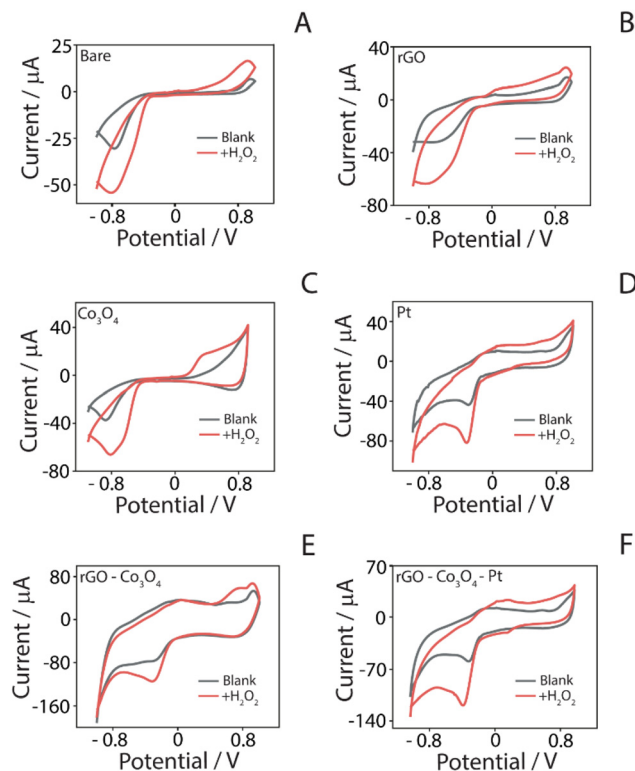 A
Bare
25
0
-25
-50
Current / μA
Blank
+H₂O₂
- 0.8 0 0.8
Potential / V
B
rGO
40
0
-40
-80
Current / μA
Blank
+H₂O₂
- 0.8 0 0.8
Potential / V
C
Co₃O₄
40
0
-40
-80
Current / μA
Blank
+H₂O₂
- 0.8 0 0.8
Potential / V
D
Pt
40
0
-40
-80
Current / μA
Blank
+H₂O₂
- 0.8 0 0.8
Potential / V
E
rGO - Co₃O₄
80
0
-80
-160
Current / μA
Blank
+H₂O₂
- 0.8 0 0.8
Potential / V
F
rGO - Co₃O₄ - Pt
70
0
-70
-140
Current / μA
Blank
+H₂O₂
- 0.8 0 0.8
Potential / V